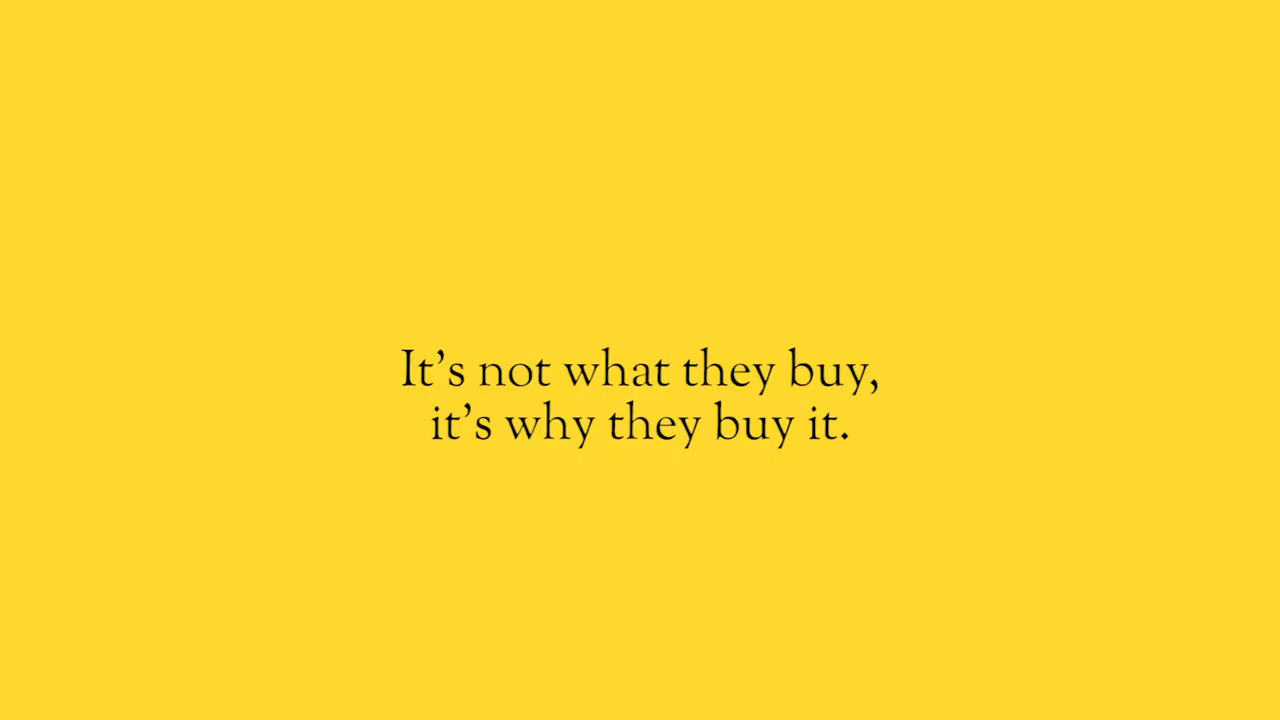 It’s not what they buy,
it’s why they buy it.